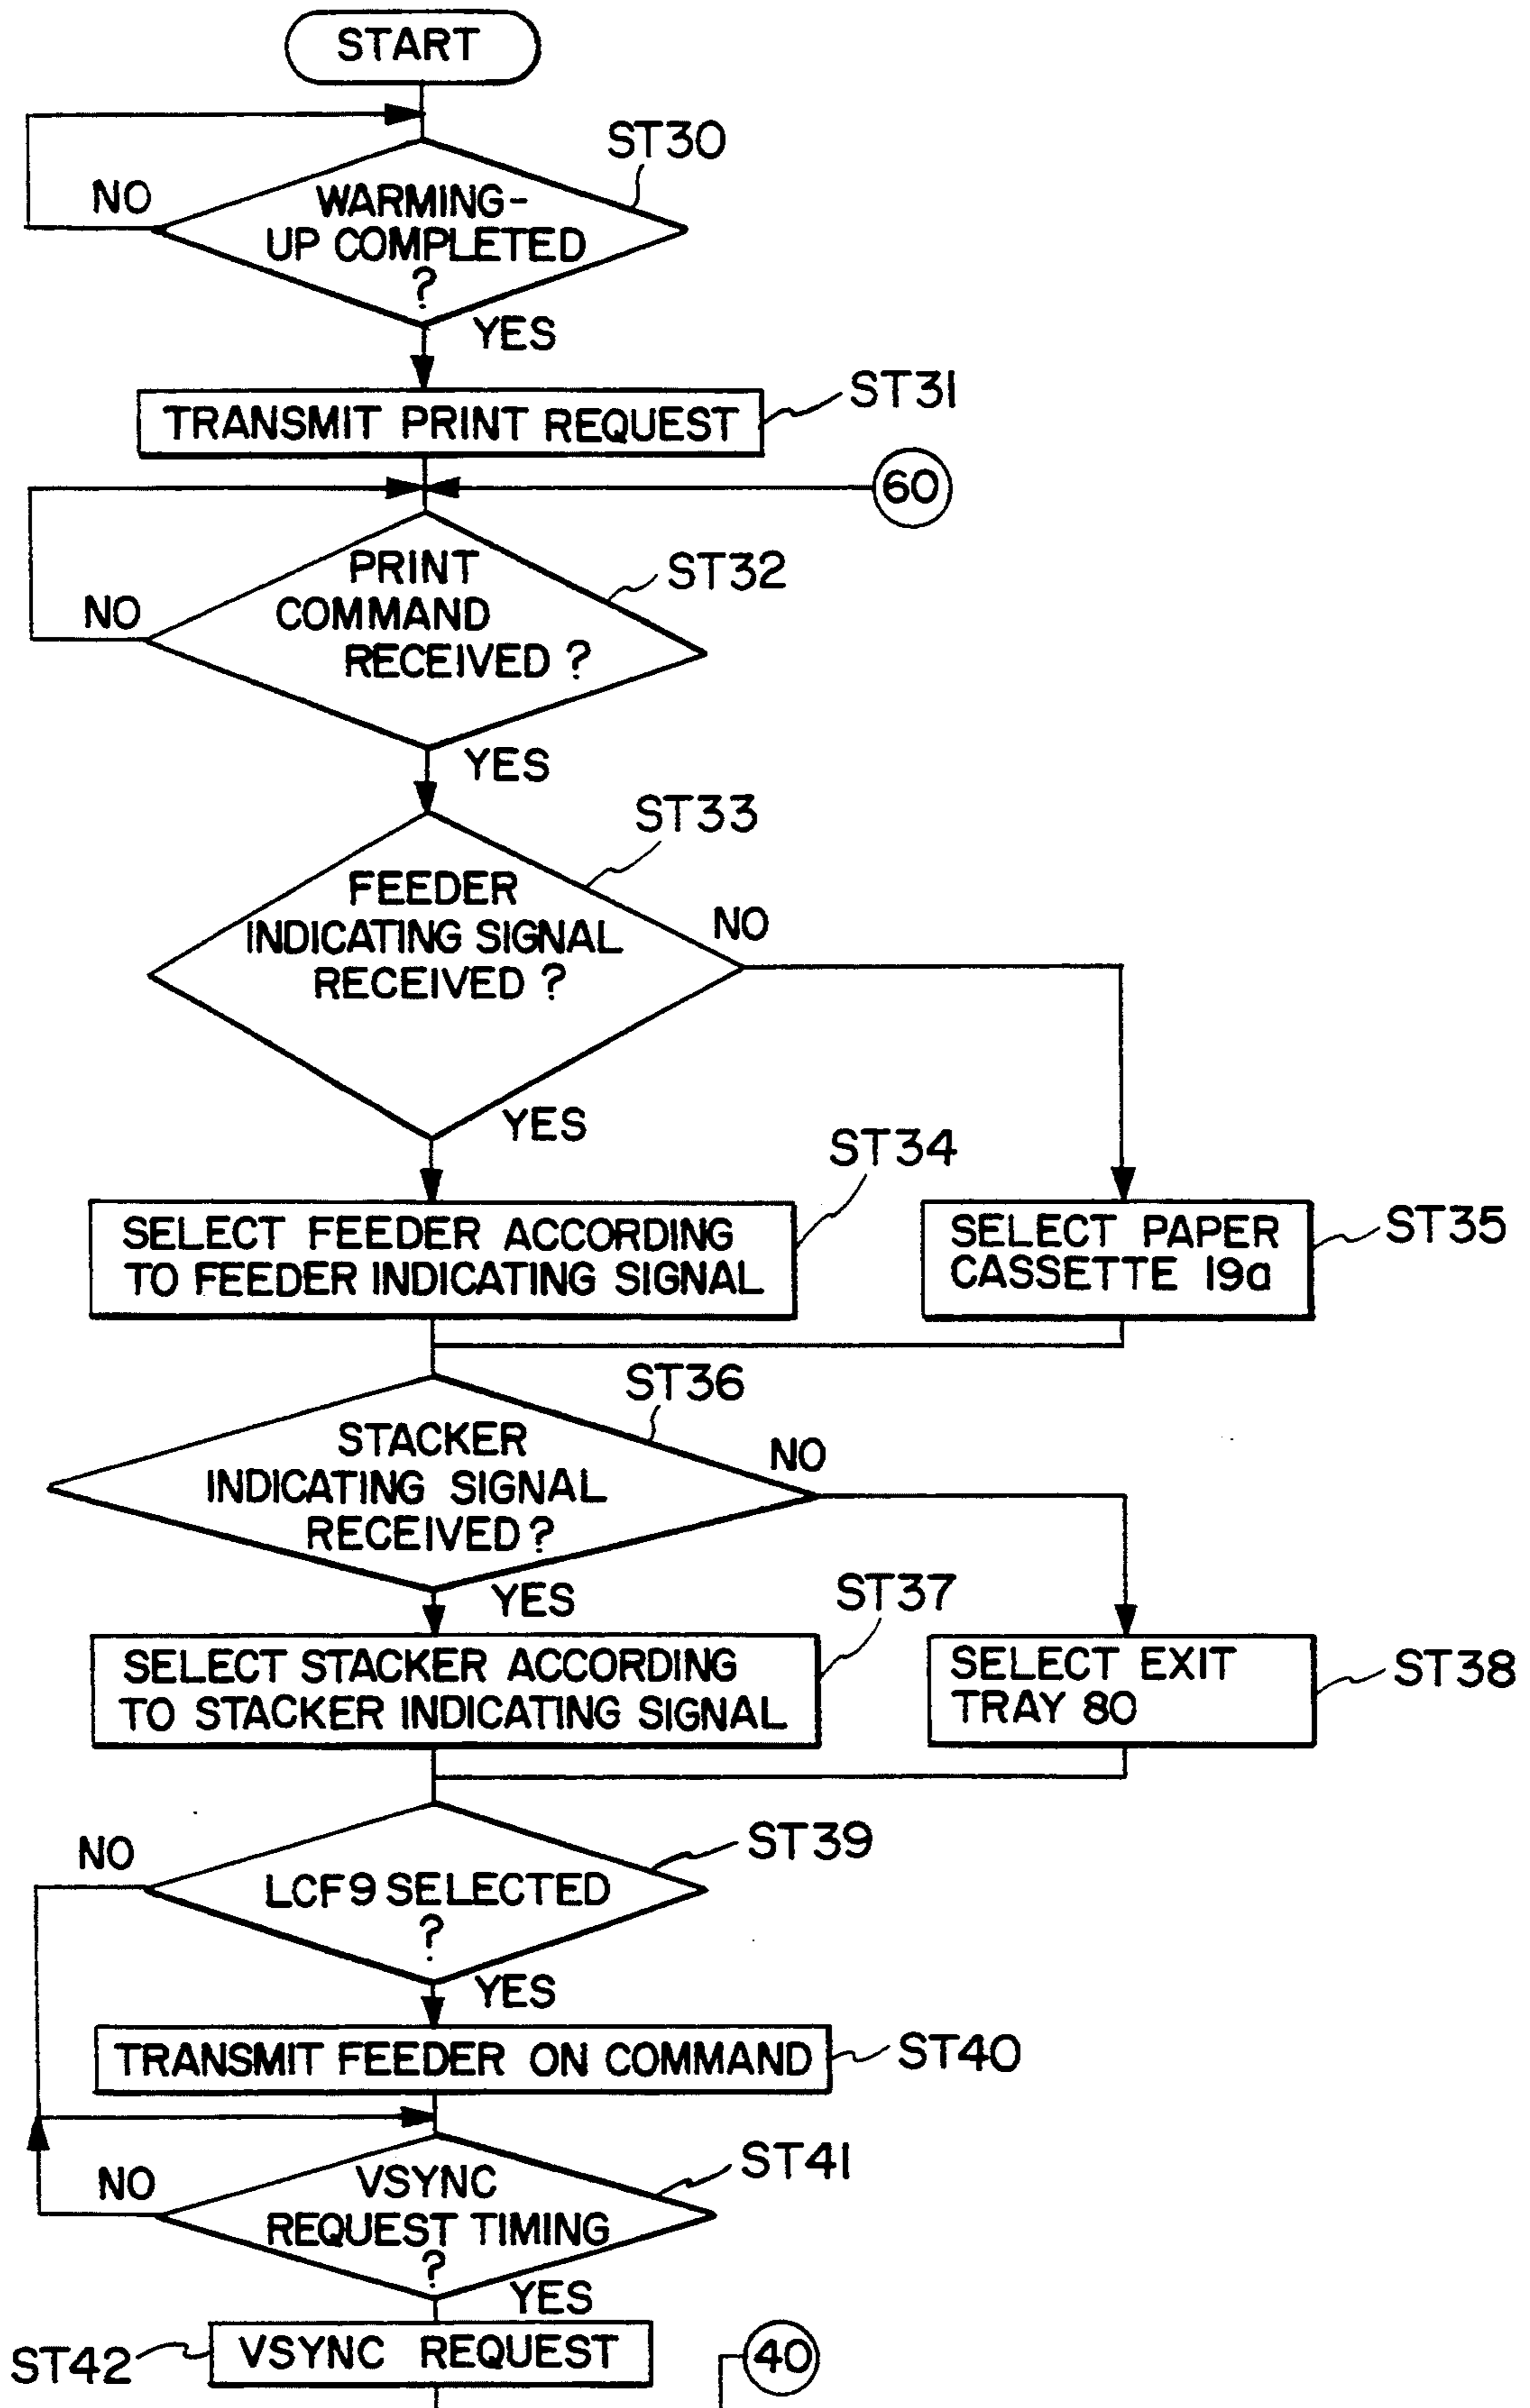 START
ST30
NO
WARMING-
UP COMPLETED
?
YES
ST31
TRANSMIT PRINT REQUEST
60
ST32
PRINT
COMMAND
RECEIVED ?
NO
YES
ST33
FEEDER
INDICATING SIGNAL
RECEIVED ?
NO
YES
ST34
SELECT FEEDER ACCORDING
TO FEEDER INDICATING SIGNAL
SELECT PAPER
CASSETTE 19a
ST35
ST36
STACKER
INDICATING SIGNAL
RECEIVED ?
NO
YES
ST37
SELECT STACKER ACCORDING
TO STACKER INDICATING SIGNAL
SELECT EXIT
TRAY 80
ST38
NO
ST39
LCF9 SELECTED
?
YES
TRANSMIT FEEDER ON COMMAND
ST40
ST41
NO
VSYNC
REQUEST TIMING
?
YES
ST42
VSYNC REQUEST
40